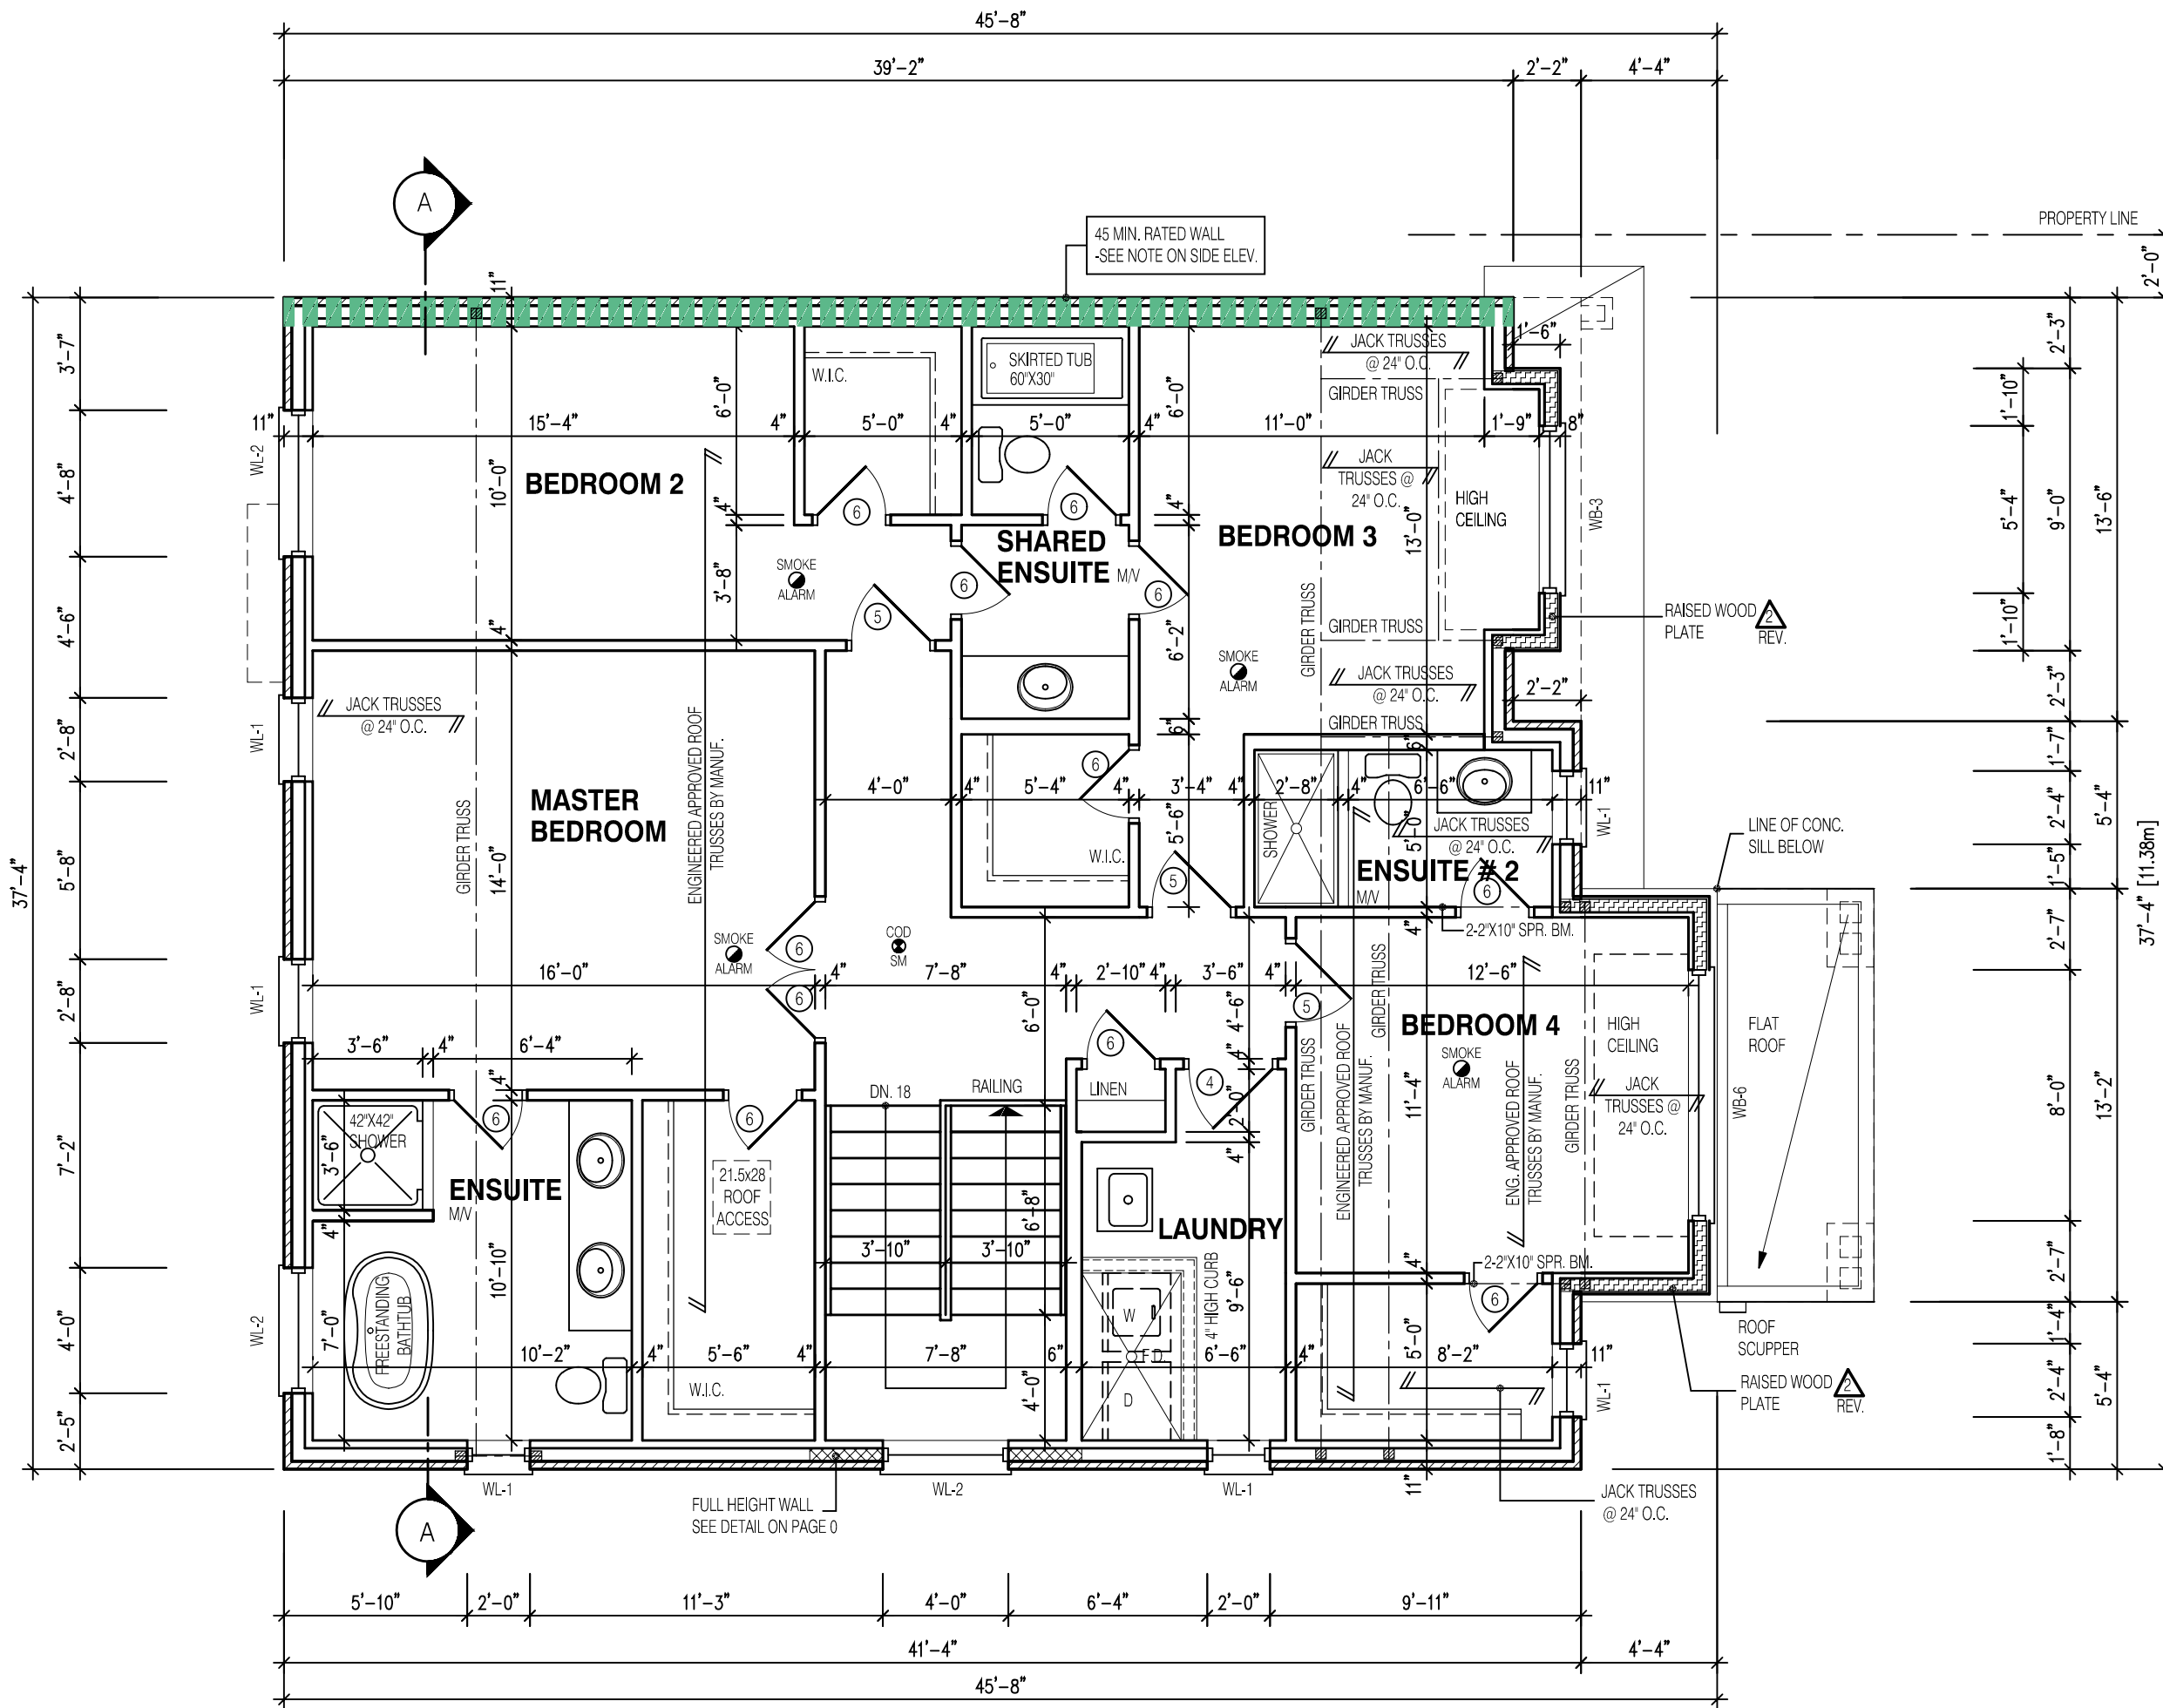 45'-8"
39'-2" 2'-2" 4'-4"
A
PROPERTY LINE
2'-0"
45 MIN. RATED WALL
-SEE NOTE ON SIDE ELEV.
11"
3'-7"
4'-8"
4'-6"
2'-8"
5'-8"
2'-8"
7'-2"
4'-0"
2'-5"
37'-4"
WL-2
WL-1
WL-1
WL-2
11" 15'-4" 4" 5'-0" 4" 5'-0" 4" 11'-0" 1'-9" 8"
BEDROOM 2
10'-0"
6'-0"
4"
3'-8"
4"
W.I.C.
SKIRTED TUB
60"X30"
6
6
SHARED
ENSUITE
M/V
6
6
5
SMOKE
ALARM
6'-0"
4"
6'-2"
6"
5'-6"
BEDROOM 3
13'-0"
6"
JACK TRUSSES
@ 24" O.C.
GIRDER TRUSS
JACK
TRUSSES @
24" O.C.
HIGH
CEILING
GIRDER TRUSS
GIRDER TRUSS
JACK TRUSSES
@ 24" O.C.
GIRDER TRUSS
SMOKE
ALARM
1'-6"
2'-2"
WB-3
RAISED WOOD
PLATE
2
REV.
2'-3"
1'-10"
5'-4"
1'-10"
9'-0"
2'-3"
13'-6"
1'-7"
2'-4"
1'-5"
5'-4"
2'-7"
8'-0"
2'-7"
13'-2"
1'-4"
2'-4"
1'-8"
5'-4"
37'-4" [11.38m]
JACK TRUSSES
@ 24" O.C.
MASTER
BEDROOM
GIRDER TRUSS
14'-0"
ENGINEERED APPROVED ROOF
TRUSSES BY MANUF.
4'-0" 4" 5'-4" 4" 3'-4" 4" 2'-8" 4" 6'-6" 11"
6
W.I.C.
5
SHOWER
5'-0"
JACK TRUSSES
@ 24" O.C.
ENSUITE # 2
M/V
6
WL-1
LINE OF CONC.
SILL BELOW
2-2"X10" SPR. BM.
4"
SMOKE
ALARM
6
6
COD
SM
16'-0" 4" 7'-8" 4" 2'-10" 4" 3'-6" 4" 12'-6"
6'-0"
4'-6"
4"
2'-0"
4"
5
BEDROOM 4
SMOKE
ALARM
HIGH
CEILING
FLAT
ROOF
JACK
TRUSSES @
24" O.C.
WB-6
GIRDER TRUSS
ENGINEERED APPROVED ROOF
TRUSSES BY MANUF.
GIRDER TRUSS
11'-4"
ENG. APPROVED ROOF
TRUSSES BY MANUF.
GIRDER TRUSS
3'-6" 4" 6'-4"
4"
42"X42"
SHOWER
3'-6"
4"
7'-0"
6
ENSUITE
M/V
10'-10"
FREESTANDING
BATHTUB
6
21.5x28
ROOF
ACCESS
DN. 18
RAILING
6
LINEN
4
3'-10" 3'-10"
6'-8"
4'-0"
LAUNDRY
4" HIGH CURB
9'-6"
W
F.D.
D
4"
2-2"X10" SPR. BM.
6
5'-0"
10'-2" 4" 5'-6" 4" 7'-8" 6" 6'-6" 4" 8'-2" 11"
W.I.C.
WL-1
11"
ROOF
SCUPPER
RAISED WOOD
PLATE
2
REV.
JACK TRUSSES
@ 24" O.C.
WL-1
WL-2
WL-1
FULL HEIGHT WALL
SEE DETAIL ON PAGE 0
A
5'-10" 2'-0" 11'-3" 4'-0" 6'-4" 2'-0" 9'-11"
41'-4" 4'-4"
45'-8"